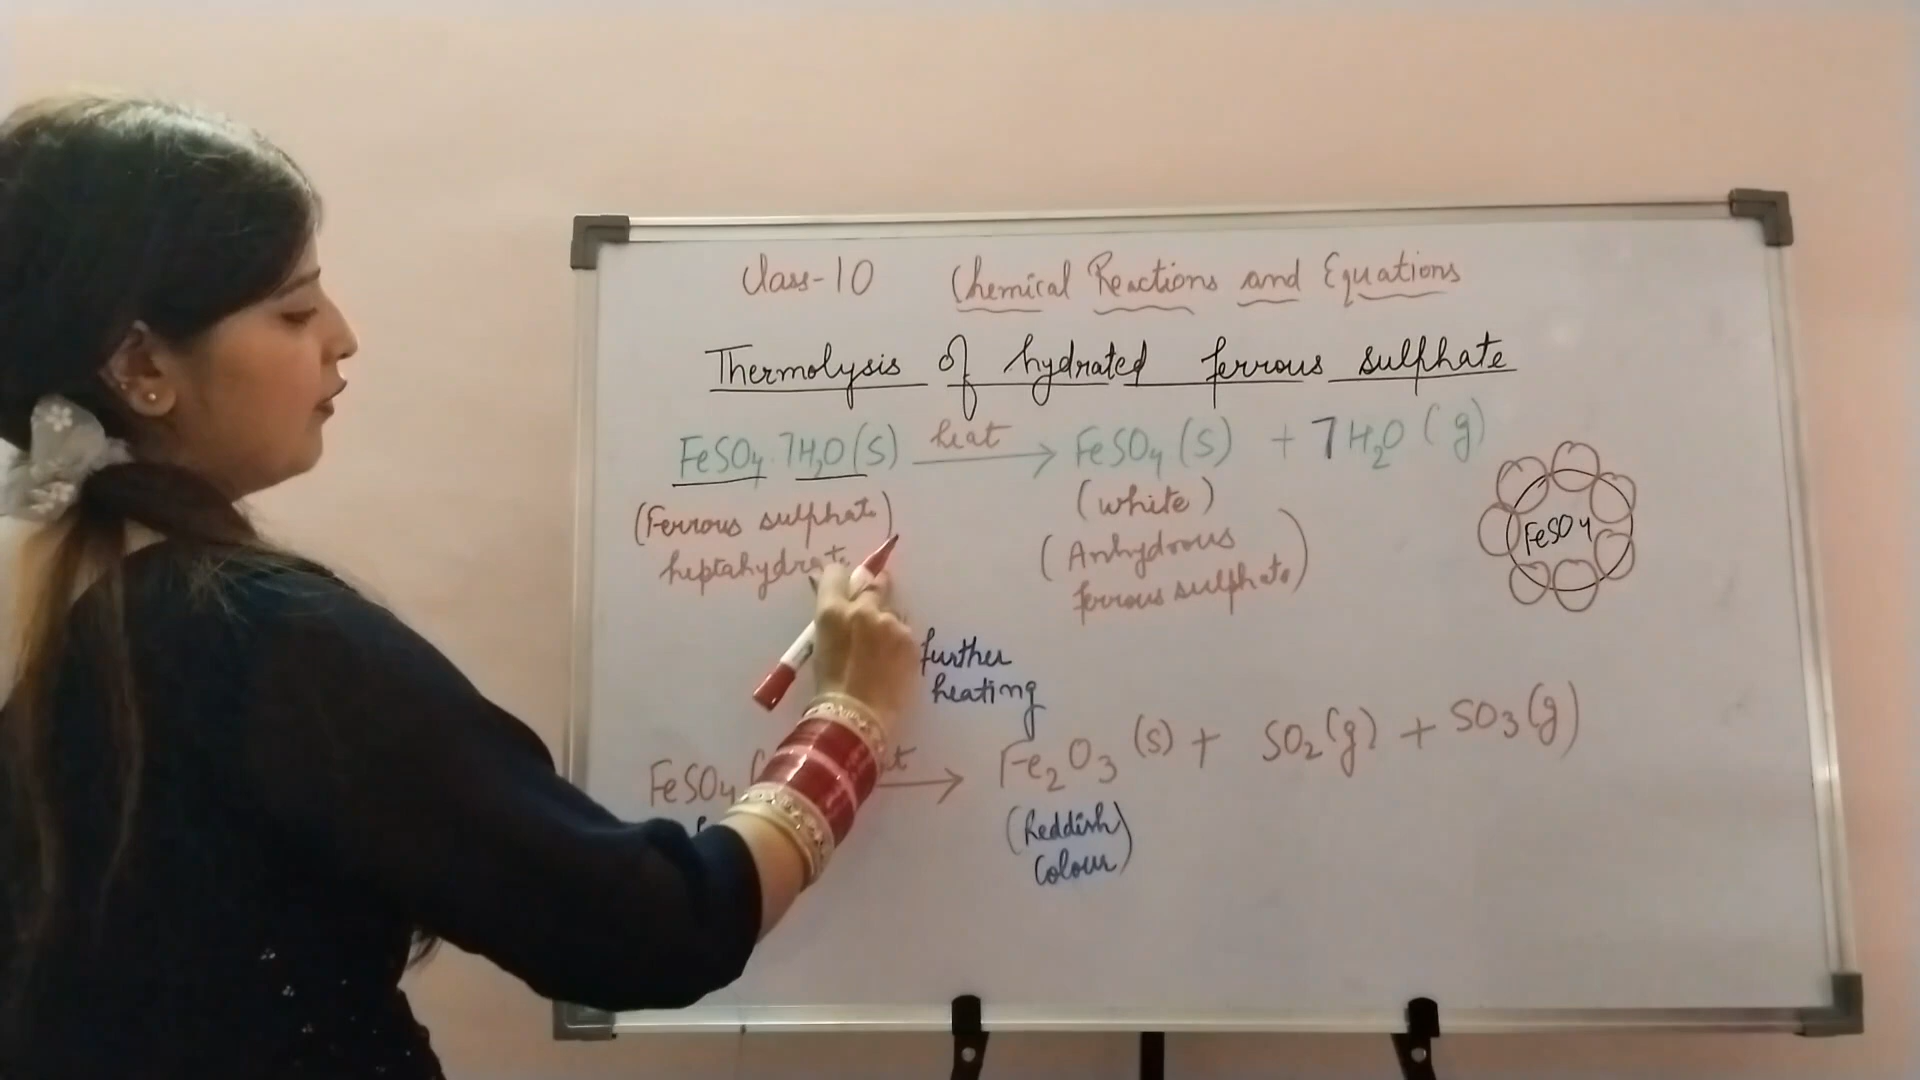 Class-10 Chemical Reactions and Equations
Thermolysis of hydrated ferrous sulphate
FeSO4.7H2O(s) heat → FeSO4(s) + 7H2O(g)
(Ferrous sulphate) (white)
heptahydrate (Anhydrous
ferrous sulphate)
FeSO4
further
heating
FeSO4 → Fe2O3(s) + SO2(g) + SO3(g)
(Reddish
Colour)